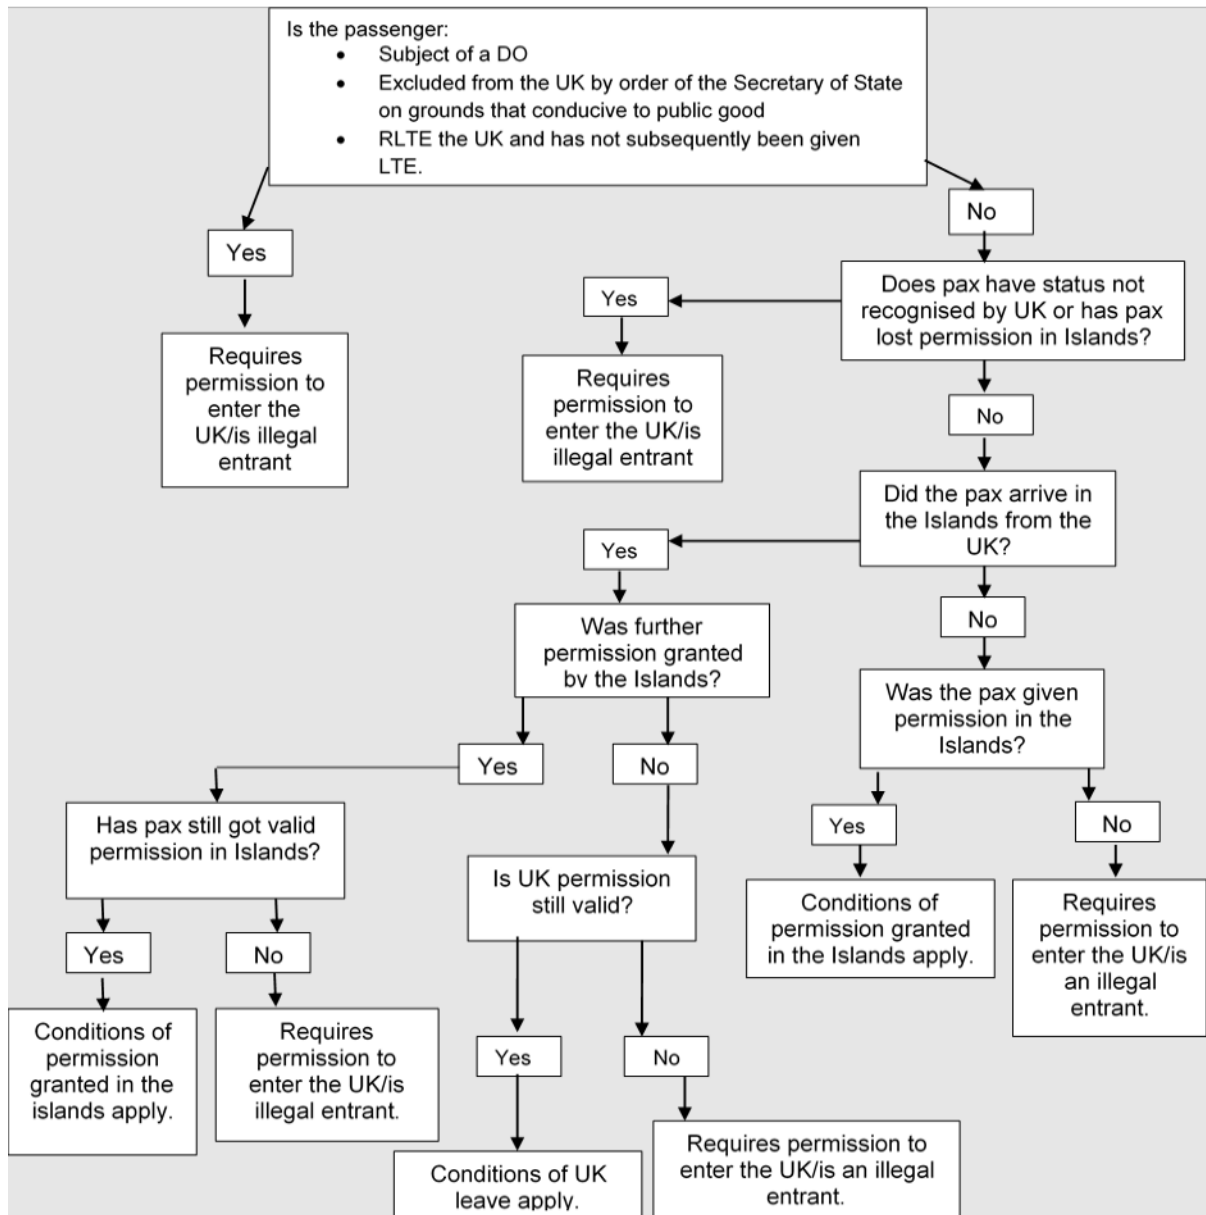 Is the passenger:
• Subject of a DO
• Excluded from the UK by order of the Secretary of State
on grounds that conducive to public good
• RLTE the UK and has not subsequently been given
LTE.
Yes
No
Requires
permission to
enter the
UK/is illegal
entrant
Does pax have status not
recognised by UK or has pax
lost permission in Islands?
Yes
Requires
permission to
enter the UK/is
illegal entrant
No
Did the pax arrive in
the Islands from the
UK?
Yes
No
Was further
permission granted
by the Islands?
Was the pax given
permission in the
Islands?
Yes
No
Yes
No
Has pax still got valid
permission in Islands?
Is UK permission
still valid?
Conditions of
permission granted
in the Islands apply.
Requires
permission to
enter the UK/is
an illegal
entrant.
Yes
No
Conditions of
permission
granted in the
islands apply.
Requires
permission to
enter the UK/is
illegal entrant.
Yes
No
Conditions of UK
leave apply.
Requires permission to
enter the UK/is an illegal
entrant.